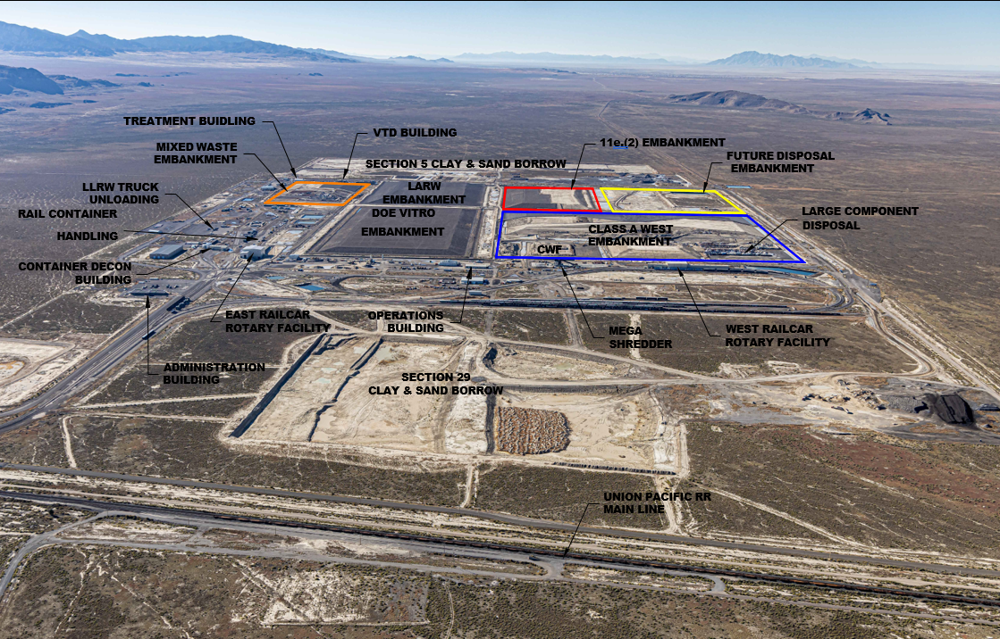 TREATMENT BUIDLING
VTD BUILDING
MIXED WASTE
EMBANKMENT
11e.(2) EMBANKMENT
FUTURE DISPOSAL
EMBANKMENT
SECTION 5 CLAY & SAND BORROW
LLRW TRUCK
UNLOADING
LARW
EMBANKMENT
RAIL CONTAINER
HANDLING
DOE VITRO
EMBANKMENT
LARGE COMPONENT
DISPOSAL
CLASS A WEST
EMBANKMENT
CWF
CONTAINER DECON
BUILDING
EAST RAILCAR
ROTARY FACILITY
OPERATIONS
BUILDING
MEGA
SHREDDER
WEST RAILCAR
ROTARY FACILITY
ADMINISTRATION
BUILDING
SECTION 29
CLAY & SAND BORROW
UNION PACIFIC RR
MAIN LINE